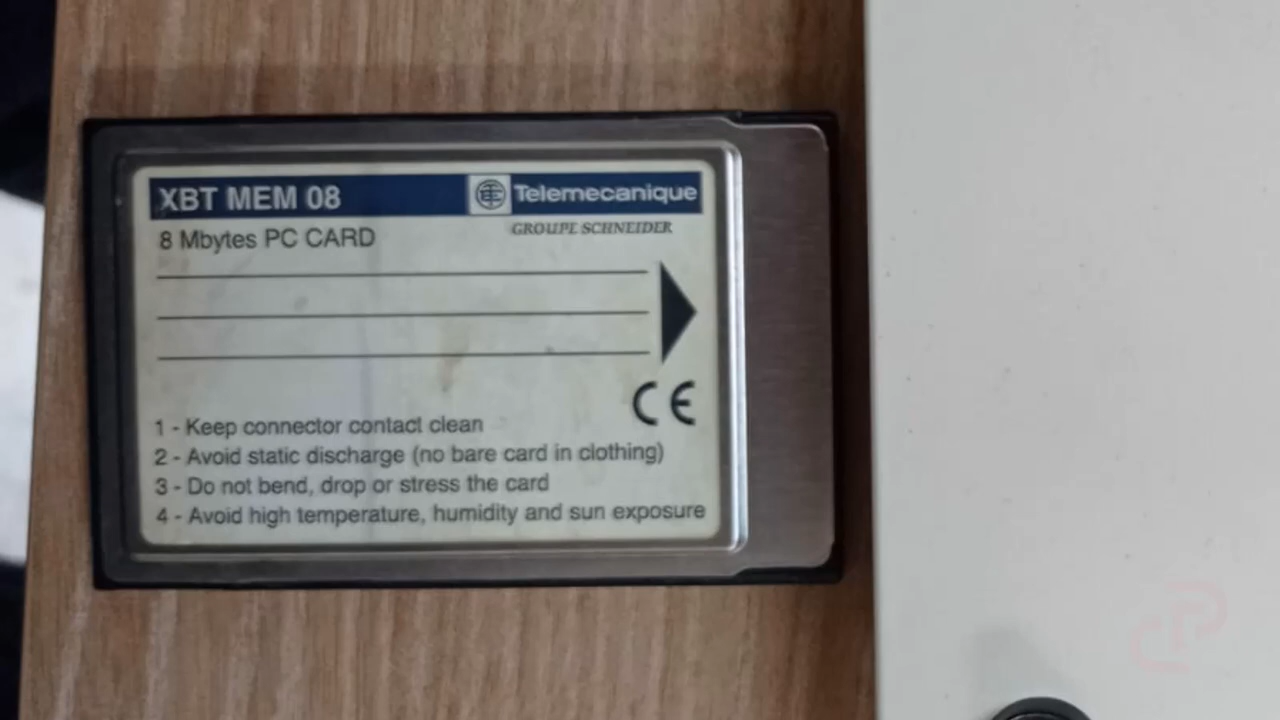 XBT MEM 08
Telemecanique
GROUPE SCHNEIDER
8 Mbytes PC CARD
CE
1 - Keep connector contact clean
2 - Avoid static discharge (no bare card in clothing)
3 - Do not bend, drop or stress the card
4 - Avoid high temperature, humidity and sun exposure